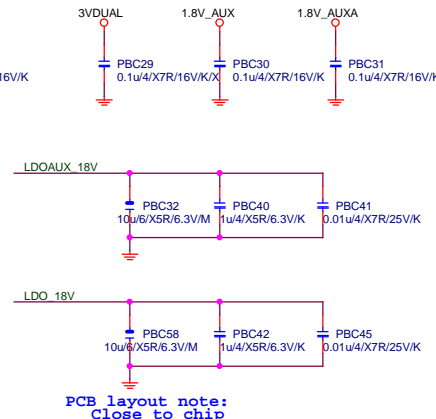 3VDUAL 1.8V_AUX 1.8V_AUXA
PBC29 PBC30 PBC31
16V/K 0.1u/4/X7R/16V/K/X 0.1u/4/X7R/16V/K 0.1u/4/X7R/16V/K
LDOAUX_18V
PBC32 PBC40 PBC41
10u/6/X5R/6.3V/M 1u/4/X5R/6.3V/K 0.01u/4/X7R/25V/K
LDO_18V
PBC58 PBC42 PBC45
10u/6/X5R/6.3V/M 1u/4/X5R/6.3V/K 0.01u/4/X7R/25V/K
PCB layout note:
Close to chip